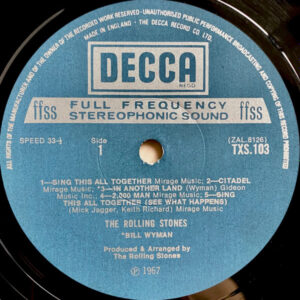 ALL RIGHTS OF THE MANUFACTURER AND OF THE OWNER OF THE RECORDED WORK RESERVED · UNAUTHORISED PUBLIC PERFORMANCE BROADCASTING AND COPYING OF THIS RECORD PROHIBITED
MADE IN ENGLAND · THE DECCA RECORD CO. LTD.
DECCA
REGD
ffss FULL FREQUENCY ffss
STEREOPHONIC SOUND
SPEED 33⅓
Side
1
(ZAL.8126)
TXS.103
1—SING THIS ALL TOGETHER Mirage Music; 2—CITADEL
Mirage Music; *3—IN ANOTHER LAND (Wyman) Gideon
Music Inc. 4—2,000 MAN Mirage Music; 5—SING
THIS ALL TOGETHER (SEE WHAT HAPPENS)
(Mick Jagger, Keith Richard) Mirage Music
THE ROLLING STONES
*BILL WYMAN
Produced & Arranged by
The Rolling Stones
℗ 1967